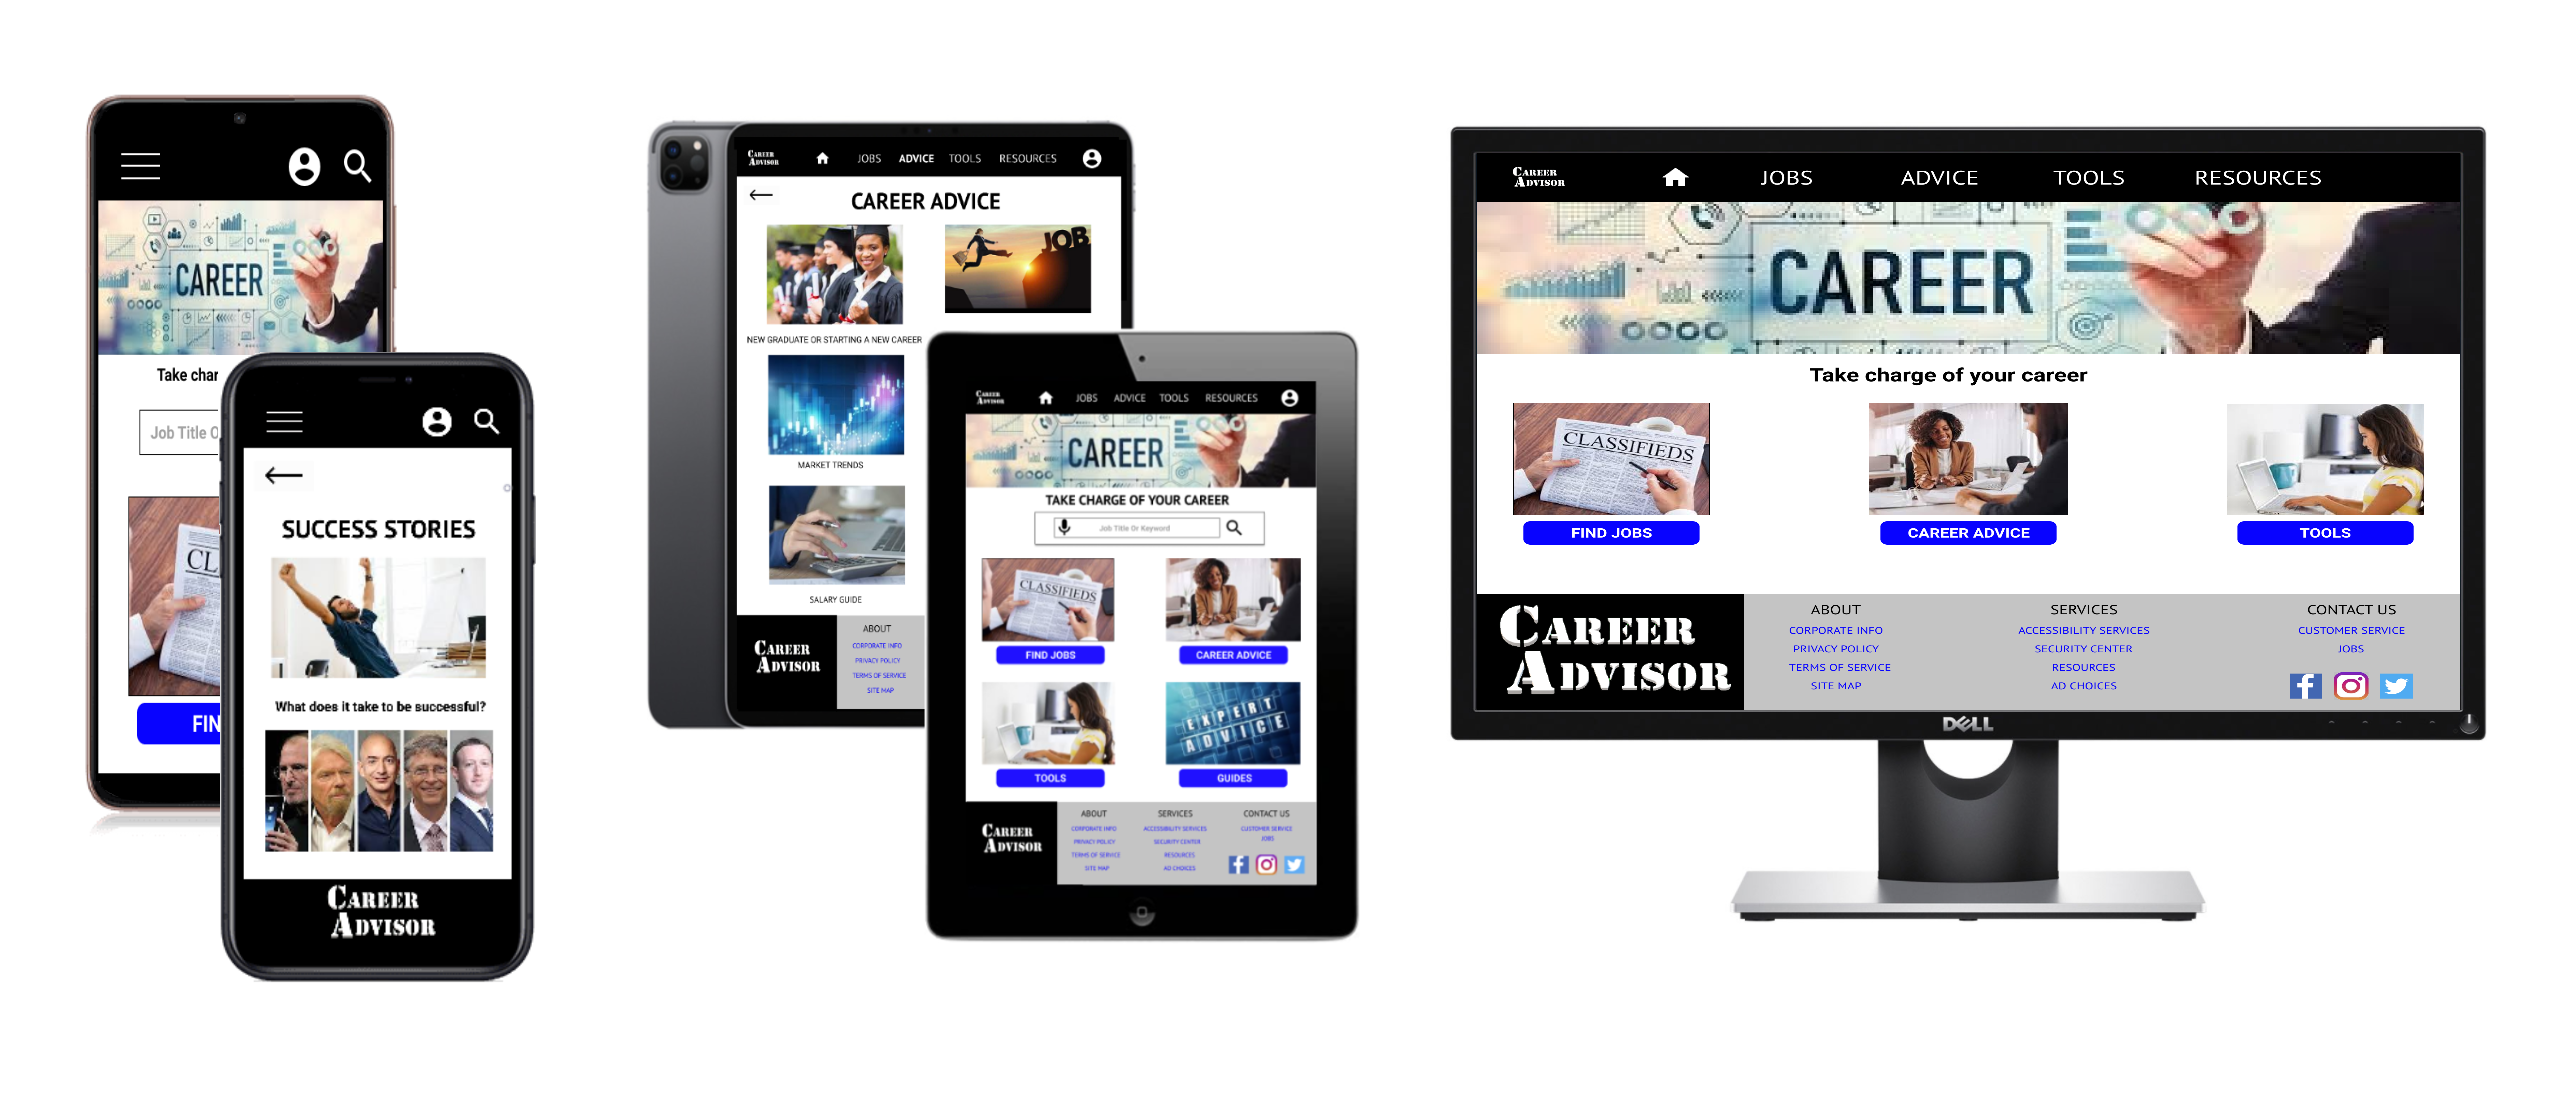 CAREER
Take char
Job Title O
CL
FIN
SUCCESS STORIES
What does it take to be successful?
CAREER
ADVISOR
CAREER
ADVISOR
JOBS ADVICE TOOLS RESOURCES
CAREER ADVICE
JOB
NEW GRADUATE OR STARTING A NEW CAREER
MARKET TRENDS
SALARY GUIDE
CAREER
ADVISOR
ABOUT
CORPORATE INFO
PRIVACY POLICY
TERMS OF SERVICE
SITE MAP
CAREER
ADVISOR
JOBS ADVICE TOOLS RESOURCES
CAREER
TAKE CHARGE OF YOUR CAREER
Job Title Or Keyword
CLASSIFIEDS
FIND JOBS
CAREER ADVICE
EXPERT
ADVICE
TOOLS
GUIDES
CAREER
ADVISOR
ABOUT
CORPORATE INFO
PRIVACY POLICY
TERMS OF SERVICE
SITE MAP
SERVICES
ACCESSIBILITY SERVICES
SECURITY CENTER
RESOURCES
AD CHOICES
CONTACT US
CUSTOMER SERVICE
JOBS
CAREER
ADVISOR
JOBS ADVICE TOOLS RESOURCES
CAREER
Take charge of your career
CLASSIFIEDS
FIND JOBS
CAREER ADVICE
TOOLS
CAREER
ADVISOR
ABOUT
CORPORATE INFO
PRIVACY POLICY
TERMS OF SERVICE
SITE MAP
SERVICES
ACCESSIBILITY SERVICES
SECURITY CENTER
RESOURCES
AD CHOICES
CONTACT US
CUSTOMER SERVICE
JOBS
DELL